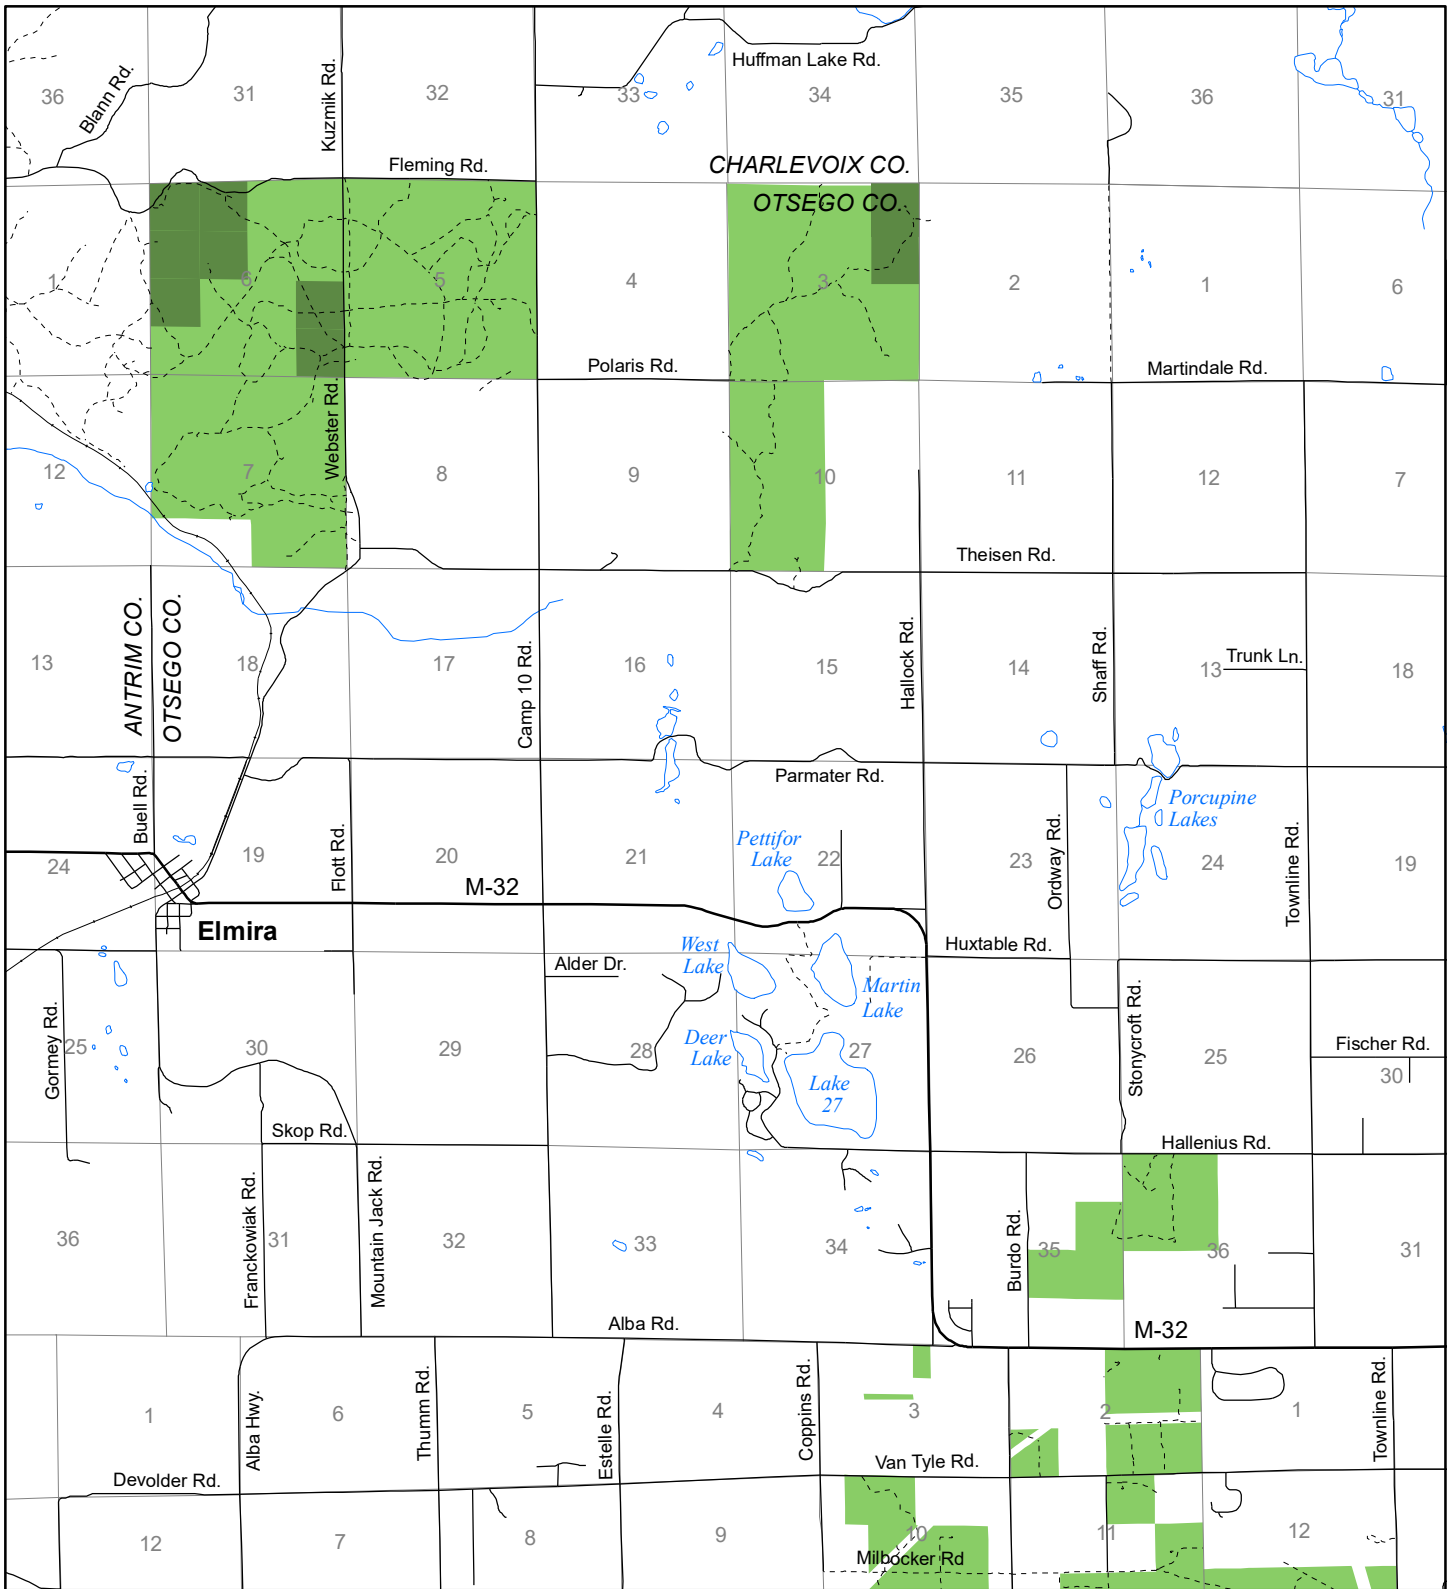 Huffman Lake Rd.
Blann Rd.
36
31
Kuzmik Rd.
32
33
34
35
36
31
Fleming Rd.
CHARLEVOIX CO.
OTSEGO CO.
1
6
5
4
3
2
1
6
Polaris Rd.
Martindale Rd.
Webster Rd.
12
7
8
9
10
11
12
7
Theisen Rd.
ANTRIM CO.
OTSEGO CO.
13
18
17
Camp 10 Rd.
16
15
Hallock Rd.
14
Shaff Rd.
13
Trunk Ln.
18
Buell Rd.
Parmater Rd.
Porcupine
Lakes
24
19
Flott Rd.
20
21
Pettifor
Lake
22
23
Ordway Rd.
24
Townline Rd.
19
M-32
Elmira
West
Lake
Huxtable Rd.
Alder Dr.
Martin
Lake
Gormey Rd.
25
30
29
28
Deer
Lake
27
Lake
27
26
Stonycroft Rd.
25
Fischer Rd.
30
Skop Rd.
Hallenius Rd.
36
Franckowiak Rd.
31
Mountain Jack Rd.
32
33
34
Burdo Rd.
35
36
31
Alba Rd.
M-32
1
Alba Hwy.
6
Thumm Rd.
5
Estelle Rd.
4
Coppins Rd.
3
2
1
Townline Rd.
Van Tyle Rd.
Devolder Rd.
12
7
8
9
10
11
12
Milbocker Rd